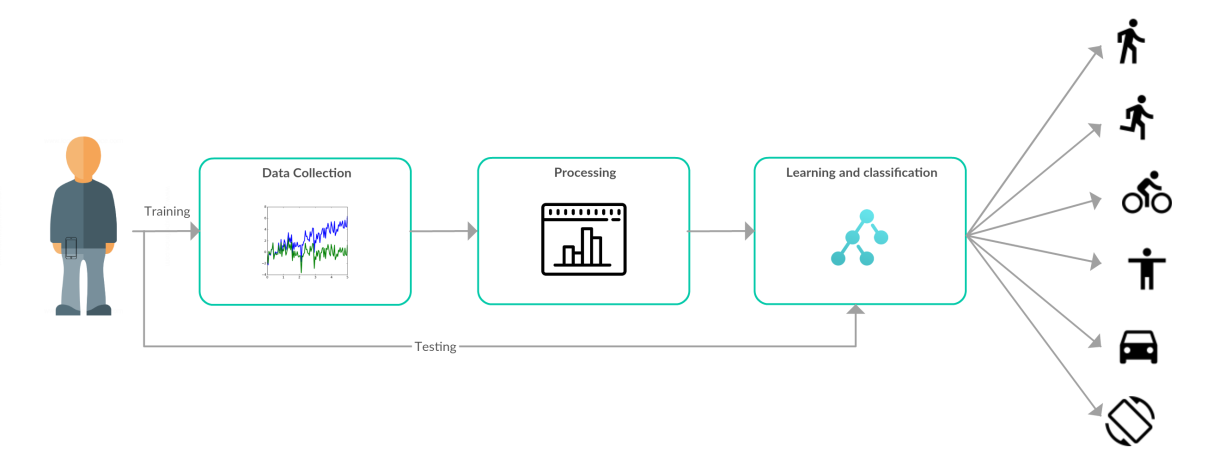 Training
Data Collection
Processing
Learning and classification
Testing